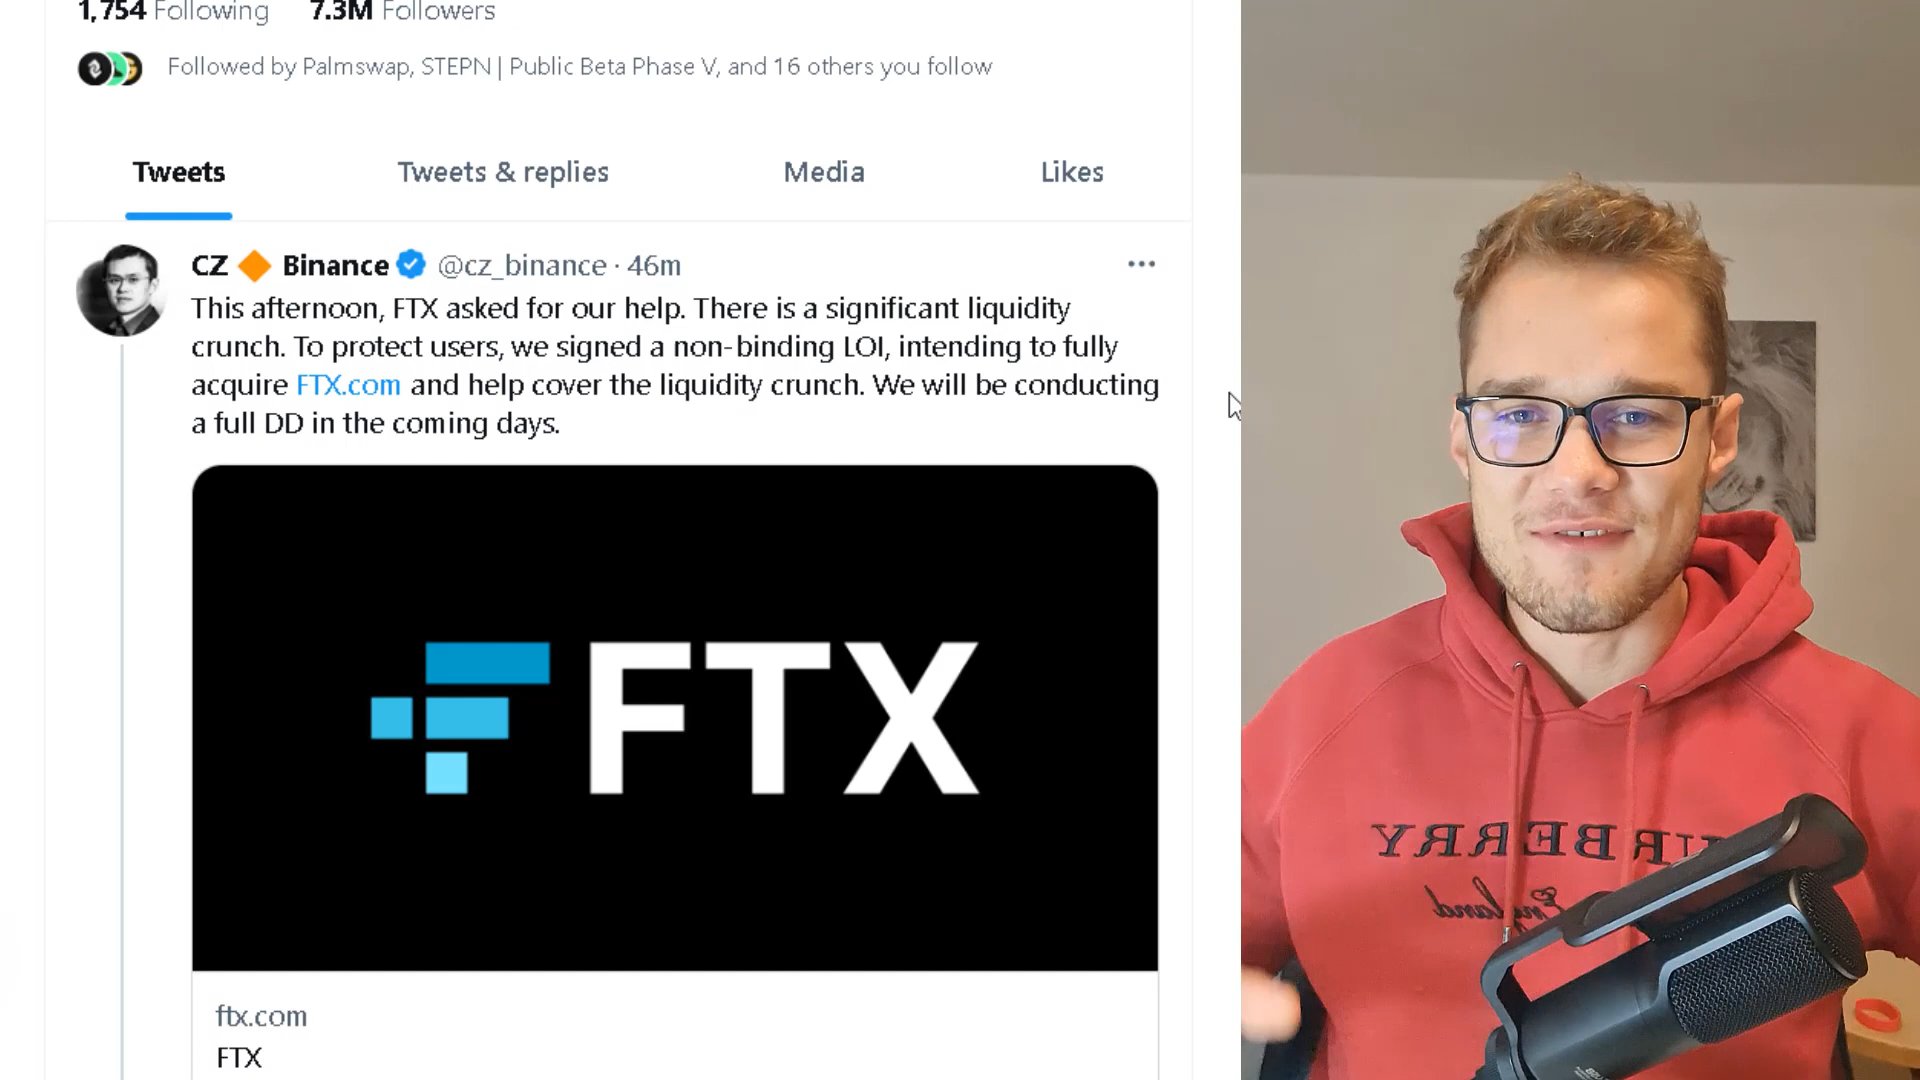 1,754 Following 7.3M Followers
Followed by Palmswap, STEPN | Public Beta Phase V, and 16 others you follow
Tweets Tweets & replies Media Likes
CZ 🔶 Binance @cz_binance · 46m
This afternoon, FTX asked for our help. There is a significant liquidity
crunch. To protect users, we signed a non-binding LOI, intending to fully
acquire FTX.com and help cover the liquidity crunch. We will be conducting
a full DD in the coming days.
FTX
ftx.com
FTX
England